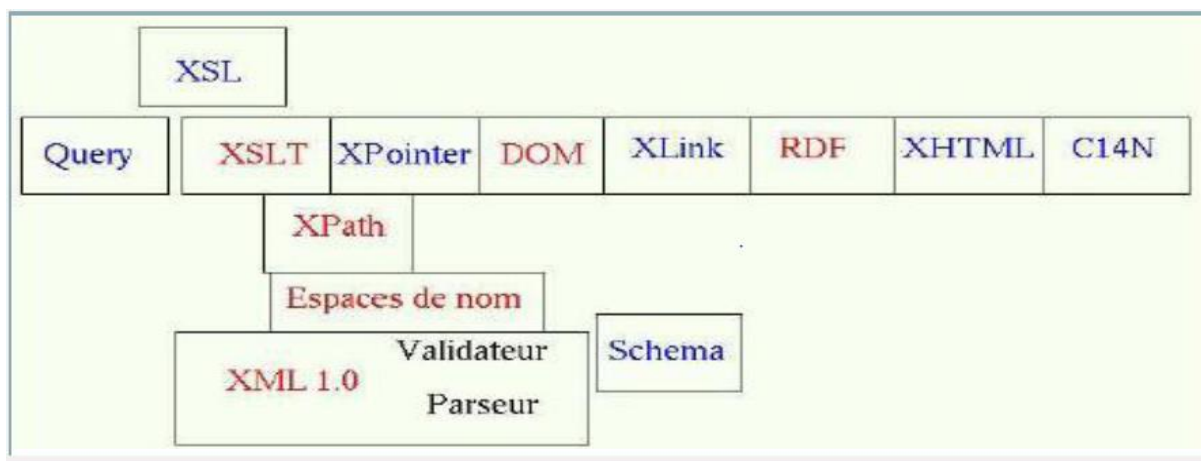 XSL
Query XSLT XPointer DOM XLink RDF XHTML C14N
XPath
Espaces de nom
Validateur
Schema
XML 1.0
Parseur